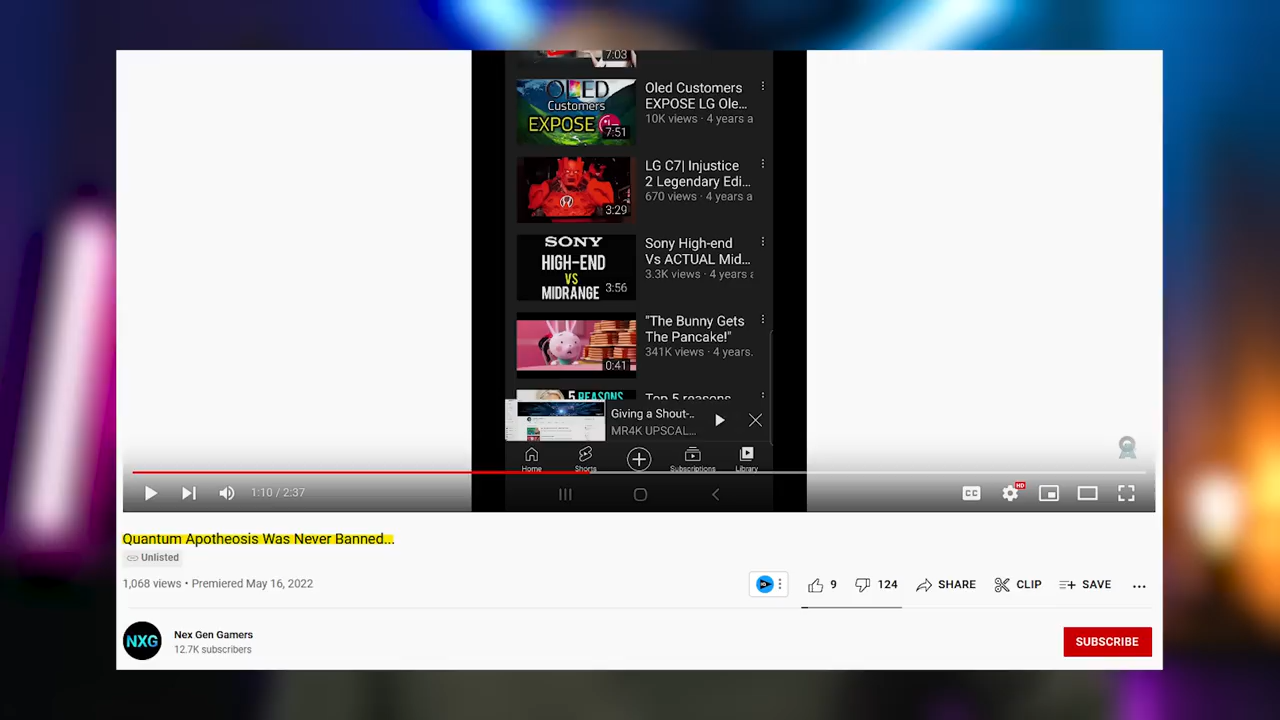 7:03
OLED
Customers
EXPOSE
7:51
Oled Customers
EXPOSE LG Ole...
10K views · 4 years a
3:29
LG C7| Injustice
2 Legendary Edi...
670 views · 4 years a
SONY
HIGH-END
VS
MIDRANGE
3:56
Sony High-end
Vs ACTUAL Mid...
3.3K views · 4 years a
0:41
"The Bunny Gets
The Pancake!"
341K views · 4 years.
5 REASONS
Top 5 reasons
Giving a Shout-..
MR4K UPSCAL...
Home
Shorts
Subscriptions
Library
1:10 / 2:37
CC
HD
Quantum Apotheosis Was Never Banned...
Unlisted
1,068 views • Premiered May 16, 2022
9
124
SHARE
CLIP
SAVE
NXG
Nex Gen Gamers
12.7K subscribers
SUBSCRIBE